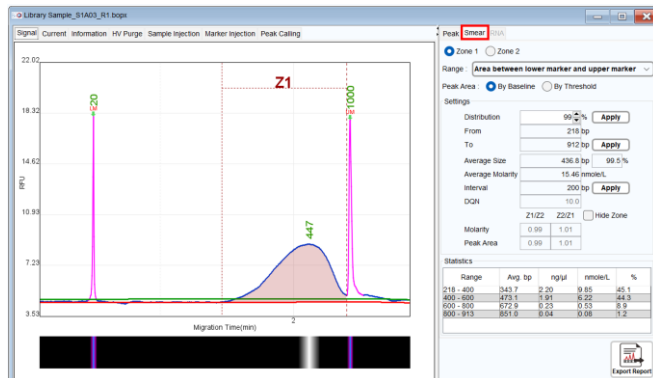 Library Sample_S1A03_R1.bopx
Signal Current Information HV Purge Sample Injection Marker Injection Peak Calling
Peak Smear RNA
Zone 1 Zone 2
Range : Area between lower marker and upper marker
Peak Area : By Baseline By Threshold
Settings
Distribution 99 % Apply
From 218 bp
To 912 bp Apply
Average Size 436.8 bp 99.5 %
Average Molarity 15.46 nmole/L
Interval 200 bp Apply
DQN 10.0
Z1/Z2 Z2/Z1 Hide Zone
Molarity 0.99 1.01
Peak Area 0.99 1.01
Statistics
Range Avg. bp ng/µl nmole/L %
218 - 400 343.7 2.20 9.85 45.1
400 - 600 473.1 1.91 6.22 44.3
600 - 800 672.9 0.23 0.53 8.9
800 - 913 851.0 0.04 0.08 1.2
Export Report
22.02
18.32
14.62
10.93
7.23
3.53
RFU
20
LM
Z1
447
1000
UM
2
Migration Time(min)